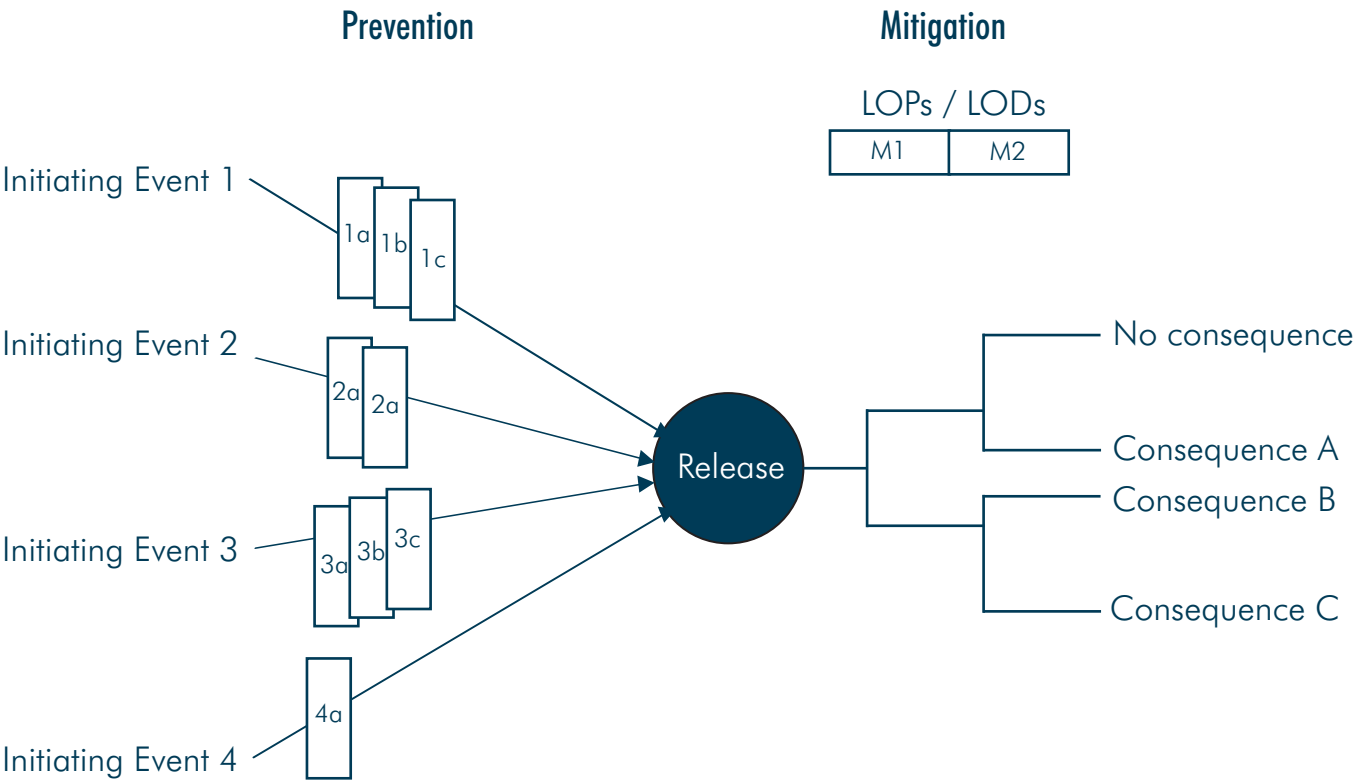 Prevention
Mitigation
LOPs / LODs
M1
M2
Initiating Event 1
1a
1b
1c
Initiating Event 2
2a
2a
Initiating Event 3
3a
3b
3c
Initiating Event 4
4a
Release
No consequence
Consequence A
Consequence B
Consequence C